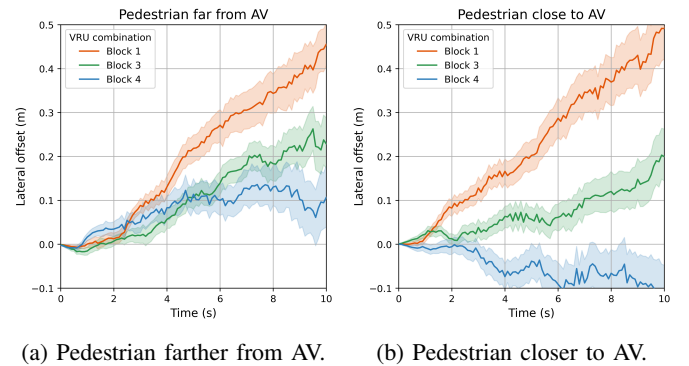 Pedestrian far from AV
Pedestrian close to AV
VRU combination
Block 1
Block 3
Block 4
VRU combination
Block 1
Block 3
Block 4
Lateral offset (m)
0.5
0.4
0.3
0.2
0.1
0.0
−0.1
0
2
4
6
8
10
Time (s)
Lateral offset (m)
0.5
0.4
0.3
0.2
0.1
0.0
−0.1
0
2
4
6
8
10
Time (s)
(a) Pedestrian farther from AV.
(b) Pedestrian closer to AV.